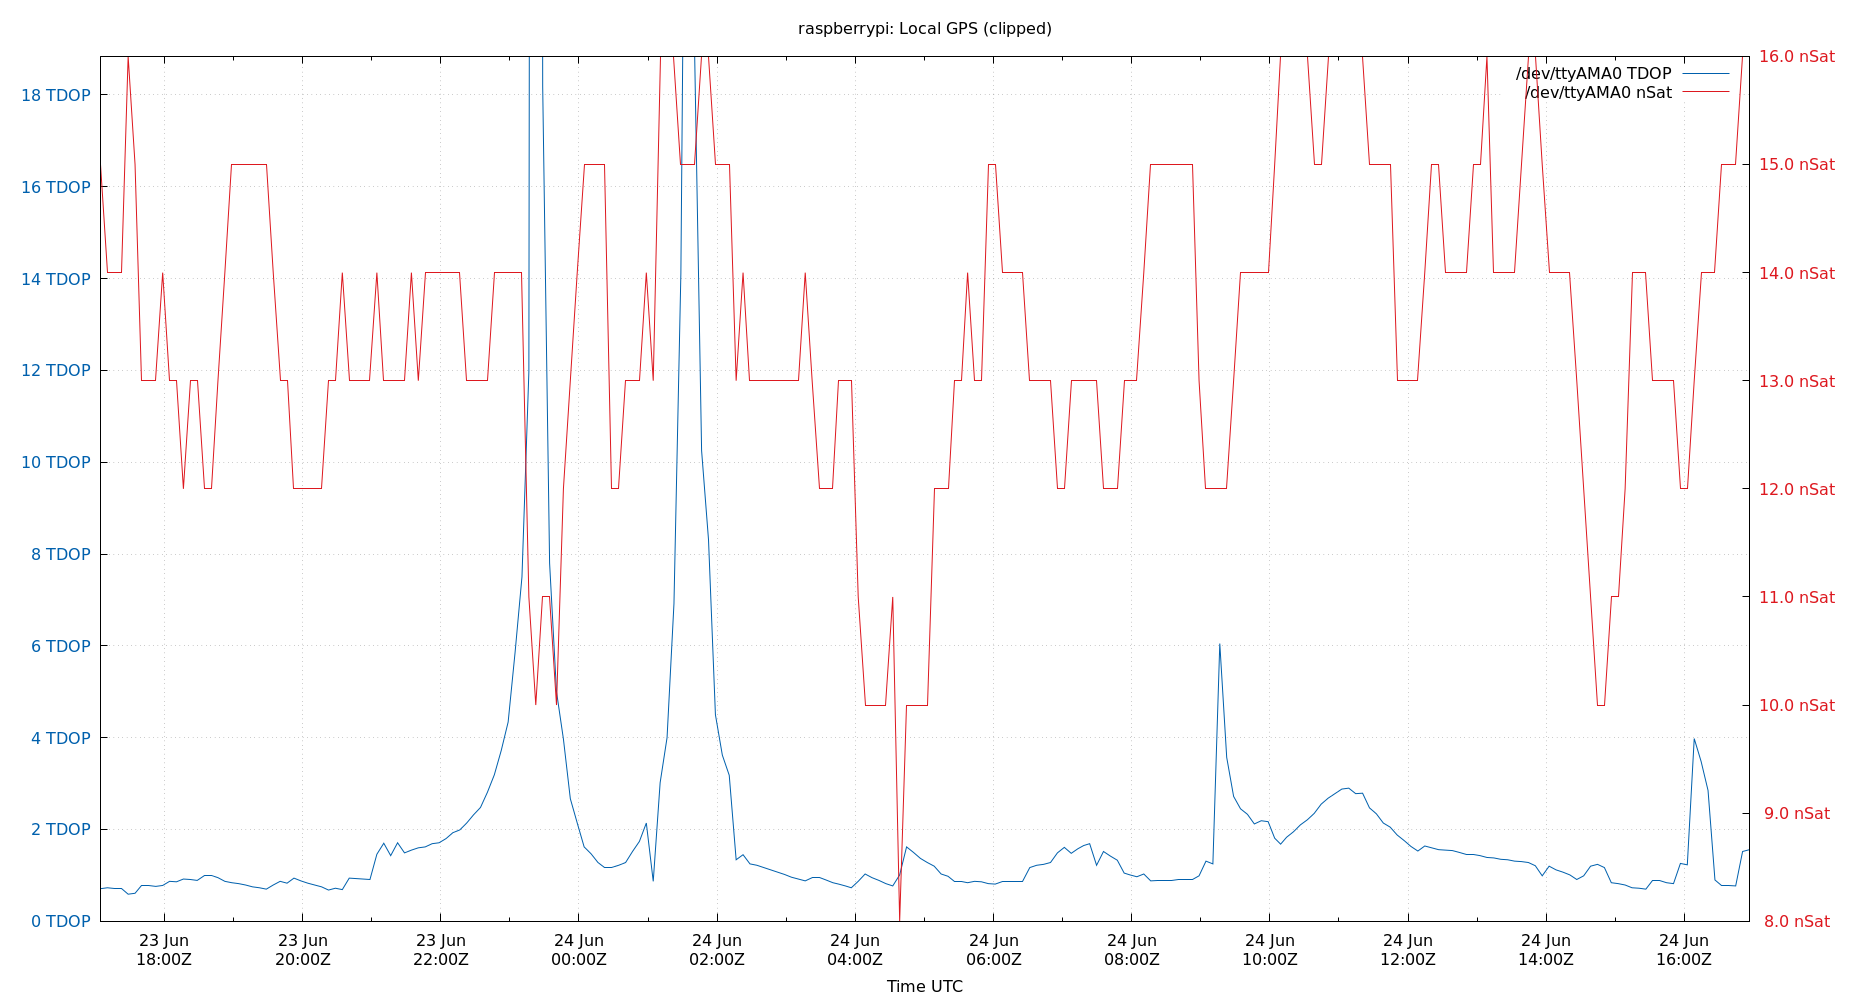 raspberrypi: Local GPS (clipped)
/dev/ttyAMA0 TDOP
/dev/ttyAMA0 nSat
18 TDOP
16 TDOP
14 TDOP
12 TDOP
10 TDOP
8 TDOP
6 TDOP
4 TDOP
2 TDOP
0 TDOP
16.0 nSat
15.0 nSat
14.0 nSat
13.0 nSat
12.0 nSat
11.0 nSat
10.0 nSat
9.0 nSat
8.0 nSat
23 Jun 23 Jun 23 Jun 24 Jun 24 Jun 24 Jun 24 Jun 24 Jun 24 Jun 24 Jun 24 Jun 24 Jun
18:00Z 20:00Z 22:00Z 00:00Z 02:00Z 04:00Z 06:00Z 08:00Z 10:00Z 12:00Z 14:00Z 16:00Z
Time UTC